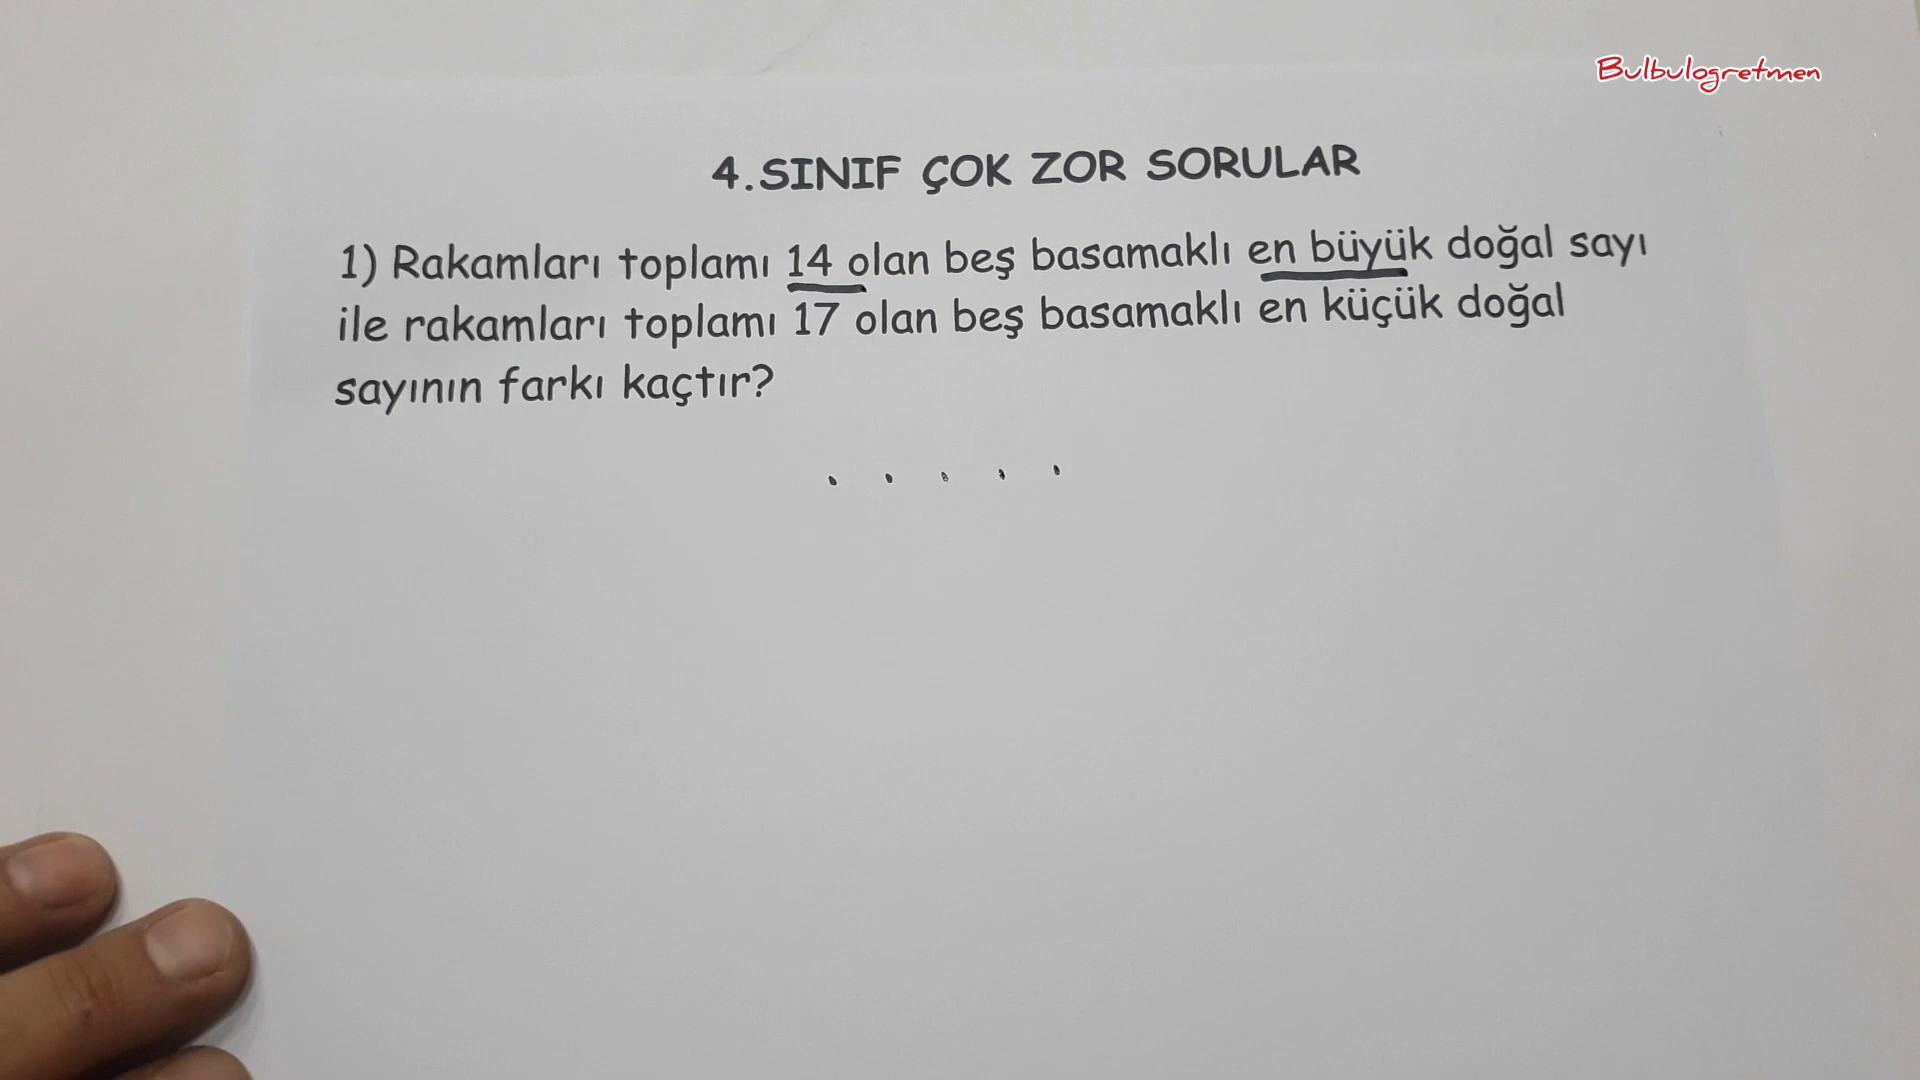 Bulbulogretmen
4.SINIF ÇOK ZOR SORULAR
1) Rakamları toplamı 14 olan beş basamaklı en büyük doğal sayı
ile rakamları toplamı 17 olan beş basamaklı en küçük doğal
sayının farkı kaçtır?
. . . . .